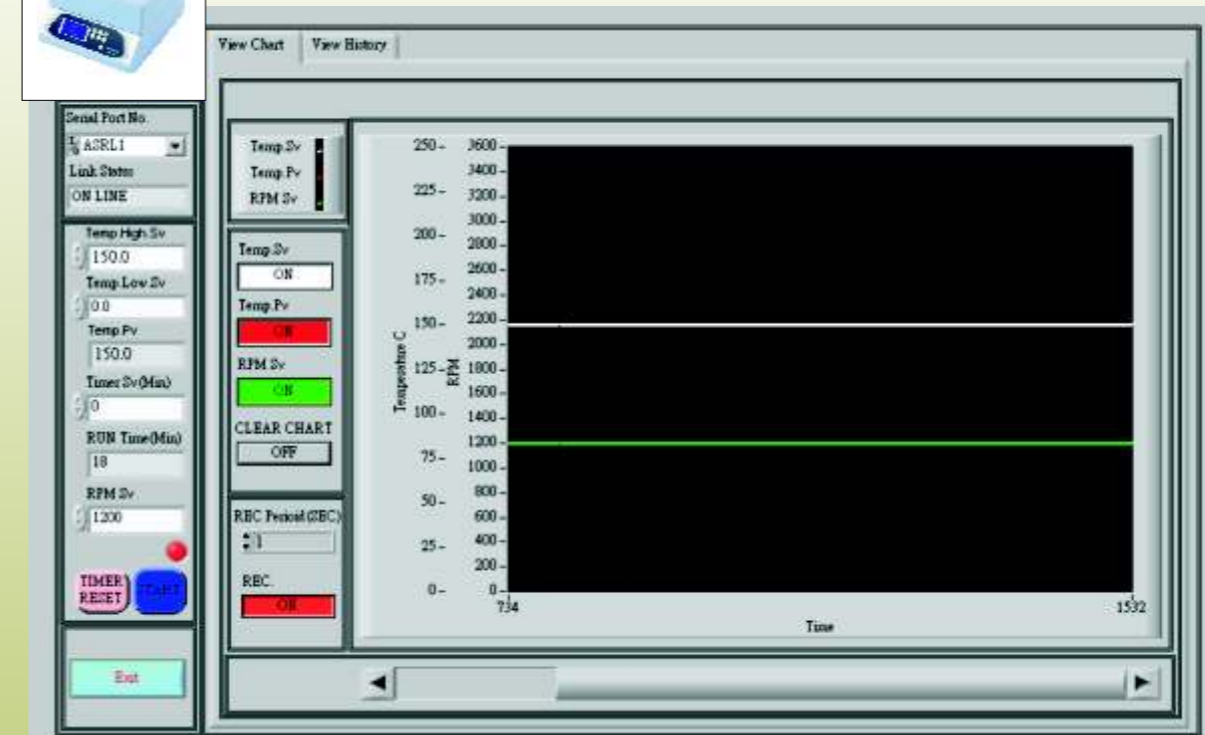 View Chart View History
Serial Port No.
ASRL1
Link Status
ON LINE
Temp.High.Sv
150.0
Temp.Low.Sv
0.0
Temp.Pv
150.0
Timer Sv(Min)
0
RUN Time(Min)
18
RPM Sv
1200
TIMER
RESET
START
Exit
Temp.Sv
Temp.Pv
RPM Sv
Temp.Sv
ON
Temp.Pv
ON
RPM Sv
ON
CLEAR CHART
OFF
REC Period(SEC)
1
REC.
ON
Temperature C
250
225
200
175
150
125
100
75
50
25
0
RPM
3600
3400
3200
3000
2800
2600
2400
2200
2000
1800
1600
1400
1200
1000
800
600
400
200
0
734 1532
Time